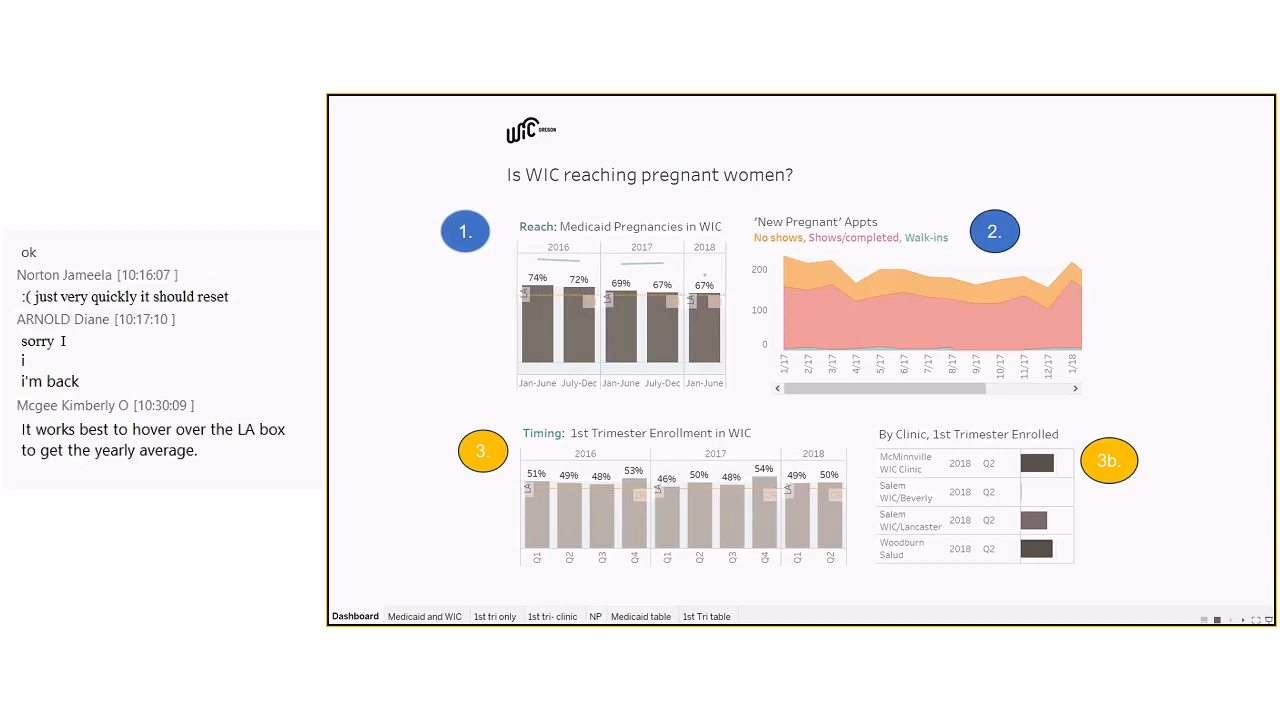 ok
Norton Jameela [10:16:07 ]
:( just very quickly it should reset
ARNOLD Diane [10:17:10 ]
sorry I
i
i'm back
Mcgee Kimberly O [10:30:09 ]
It works best to hover over the LA box
to get the yearly average.
WIC OREGON
Is WIC reaching pregnant women?
1.
Reach: Medicaid Pregnancies in WIC
2016 2017 2018
74% 72% 69% 67% 67%
LA LA LA
Jan-June July-Dec Jan-June July-Dec Jan-June
'New Pregnant' Appts
No shows, Shows/completed, Walk-ins
2.
200
100
0
1/17 2/17 3/17 4/17 5/17 6/17 7/17 8/17 9/17 10/17 11/17 12/17 1/18
3.
Timing: 1st Trimester Enrollment in WIC
2016 2017 2018
51% 49% 48% 53% 46% 50% 48% 54% 49% 50%
LA OR LA OR LA OR
Q1 Q2 Q3 Q4 Q1 Q2 Q3 Q4 Q1 Q2
By Clinic, 1st Trimester Enrolled
3b.
McMinnville
WIC Clinic 2018 Q2
Salem
WIC/Beverly 2018 Q2
Salem
WIC/Lancaster 2018 Q2
Woodburn
Salud 2018 Q2
Dashboard Medicaid and WIC 1st tri only 1st tri- clinic NP Medicaid table 1st Tri table